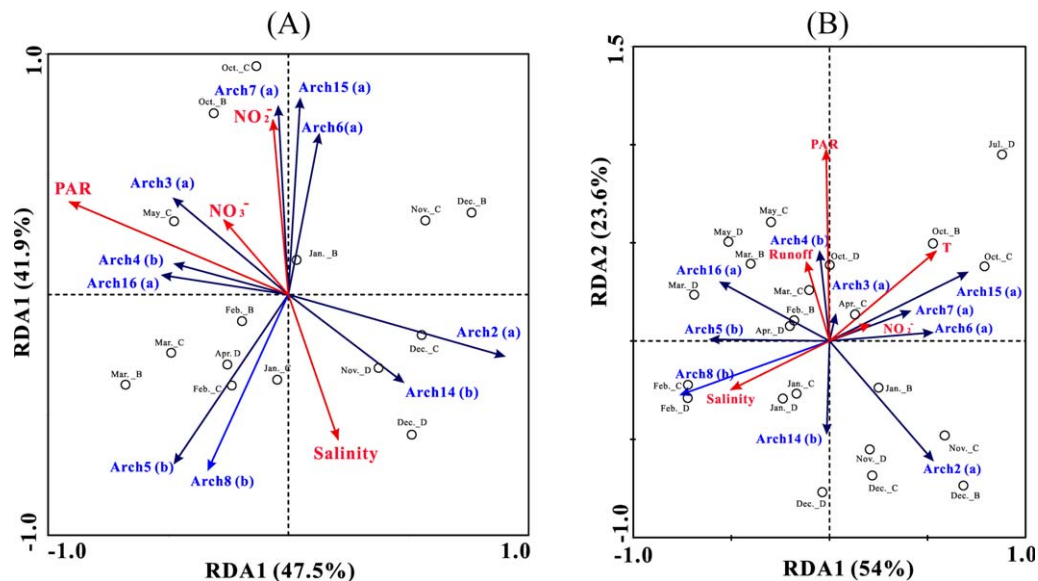 (A)
1.0
Oct._C
Arch7 (a)
Arch15 (a)
Oct._B
NO₂⁻
Arch6(a)
Arch3 (a)
PAR
NO₃⁻
May_C
Nov._C
Dec._B
Jan._B
Arch4 (b)
Arch16 (a)
Feb._B
Arch2 (a)
Dec._C
Mar._C
Apr.D
Nov._D
Mar._B
Feb._C
Jan._C
Arch14 (b)
Salinity
Dec._D
Arch5 (b)
Arch8 (b)
RDA1 (41.9%)
-1.0
-1.0
1.0
RDA1 (47.5%)
(B)
1.5
PAR
Jul._D
May_C
May_D
Arch4 (b)
Oct._B
T
Mar._B
Runoff
Oct._D
Oct._C
Arch16 (a)
Arch3 (a)
Arch15 (a)
Mar._D
Mar._C
Apr._C
Arch7 (a)
Feb._B
Apr._D
NO₂⁻
Arch5 (b)
Arch6 (a)
Arch8 (b)
Feb._C
Salinity
Jan._C
Jan._B
Feb._D
Jan._D
Arch14 (b)
Nov._C
Nov._D
Arch2 (a)
Dec._C
Dec._B
Dec._D
RDA2 (23.6%)
-1.0
-1.0
1.0
RDA1 (54%)